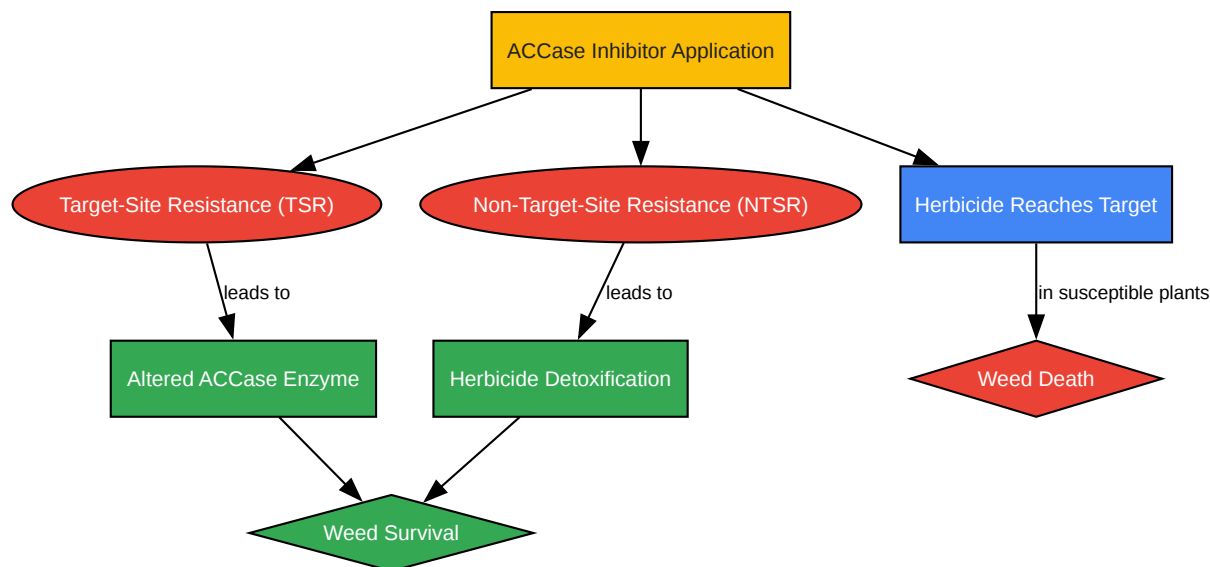 ACCase Inhibitor Application
Target-Site Resistance (TSR)
Non-Target-Site Resistance (NTSR)
Herbicide Reaches Target
leads to
leads to
in susceptible plants
Altered ACCase Enzyme
Herbicide Detoxification
Weed Death
Weed Survival